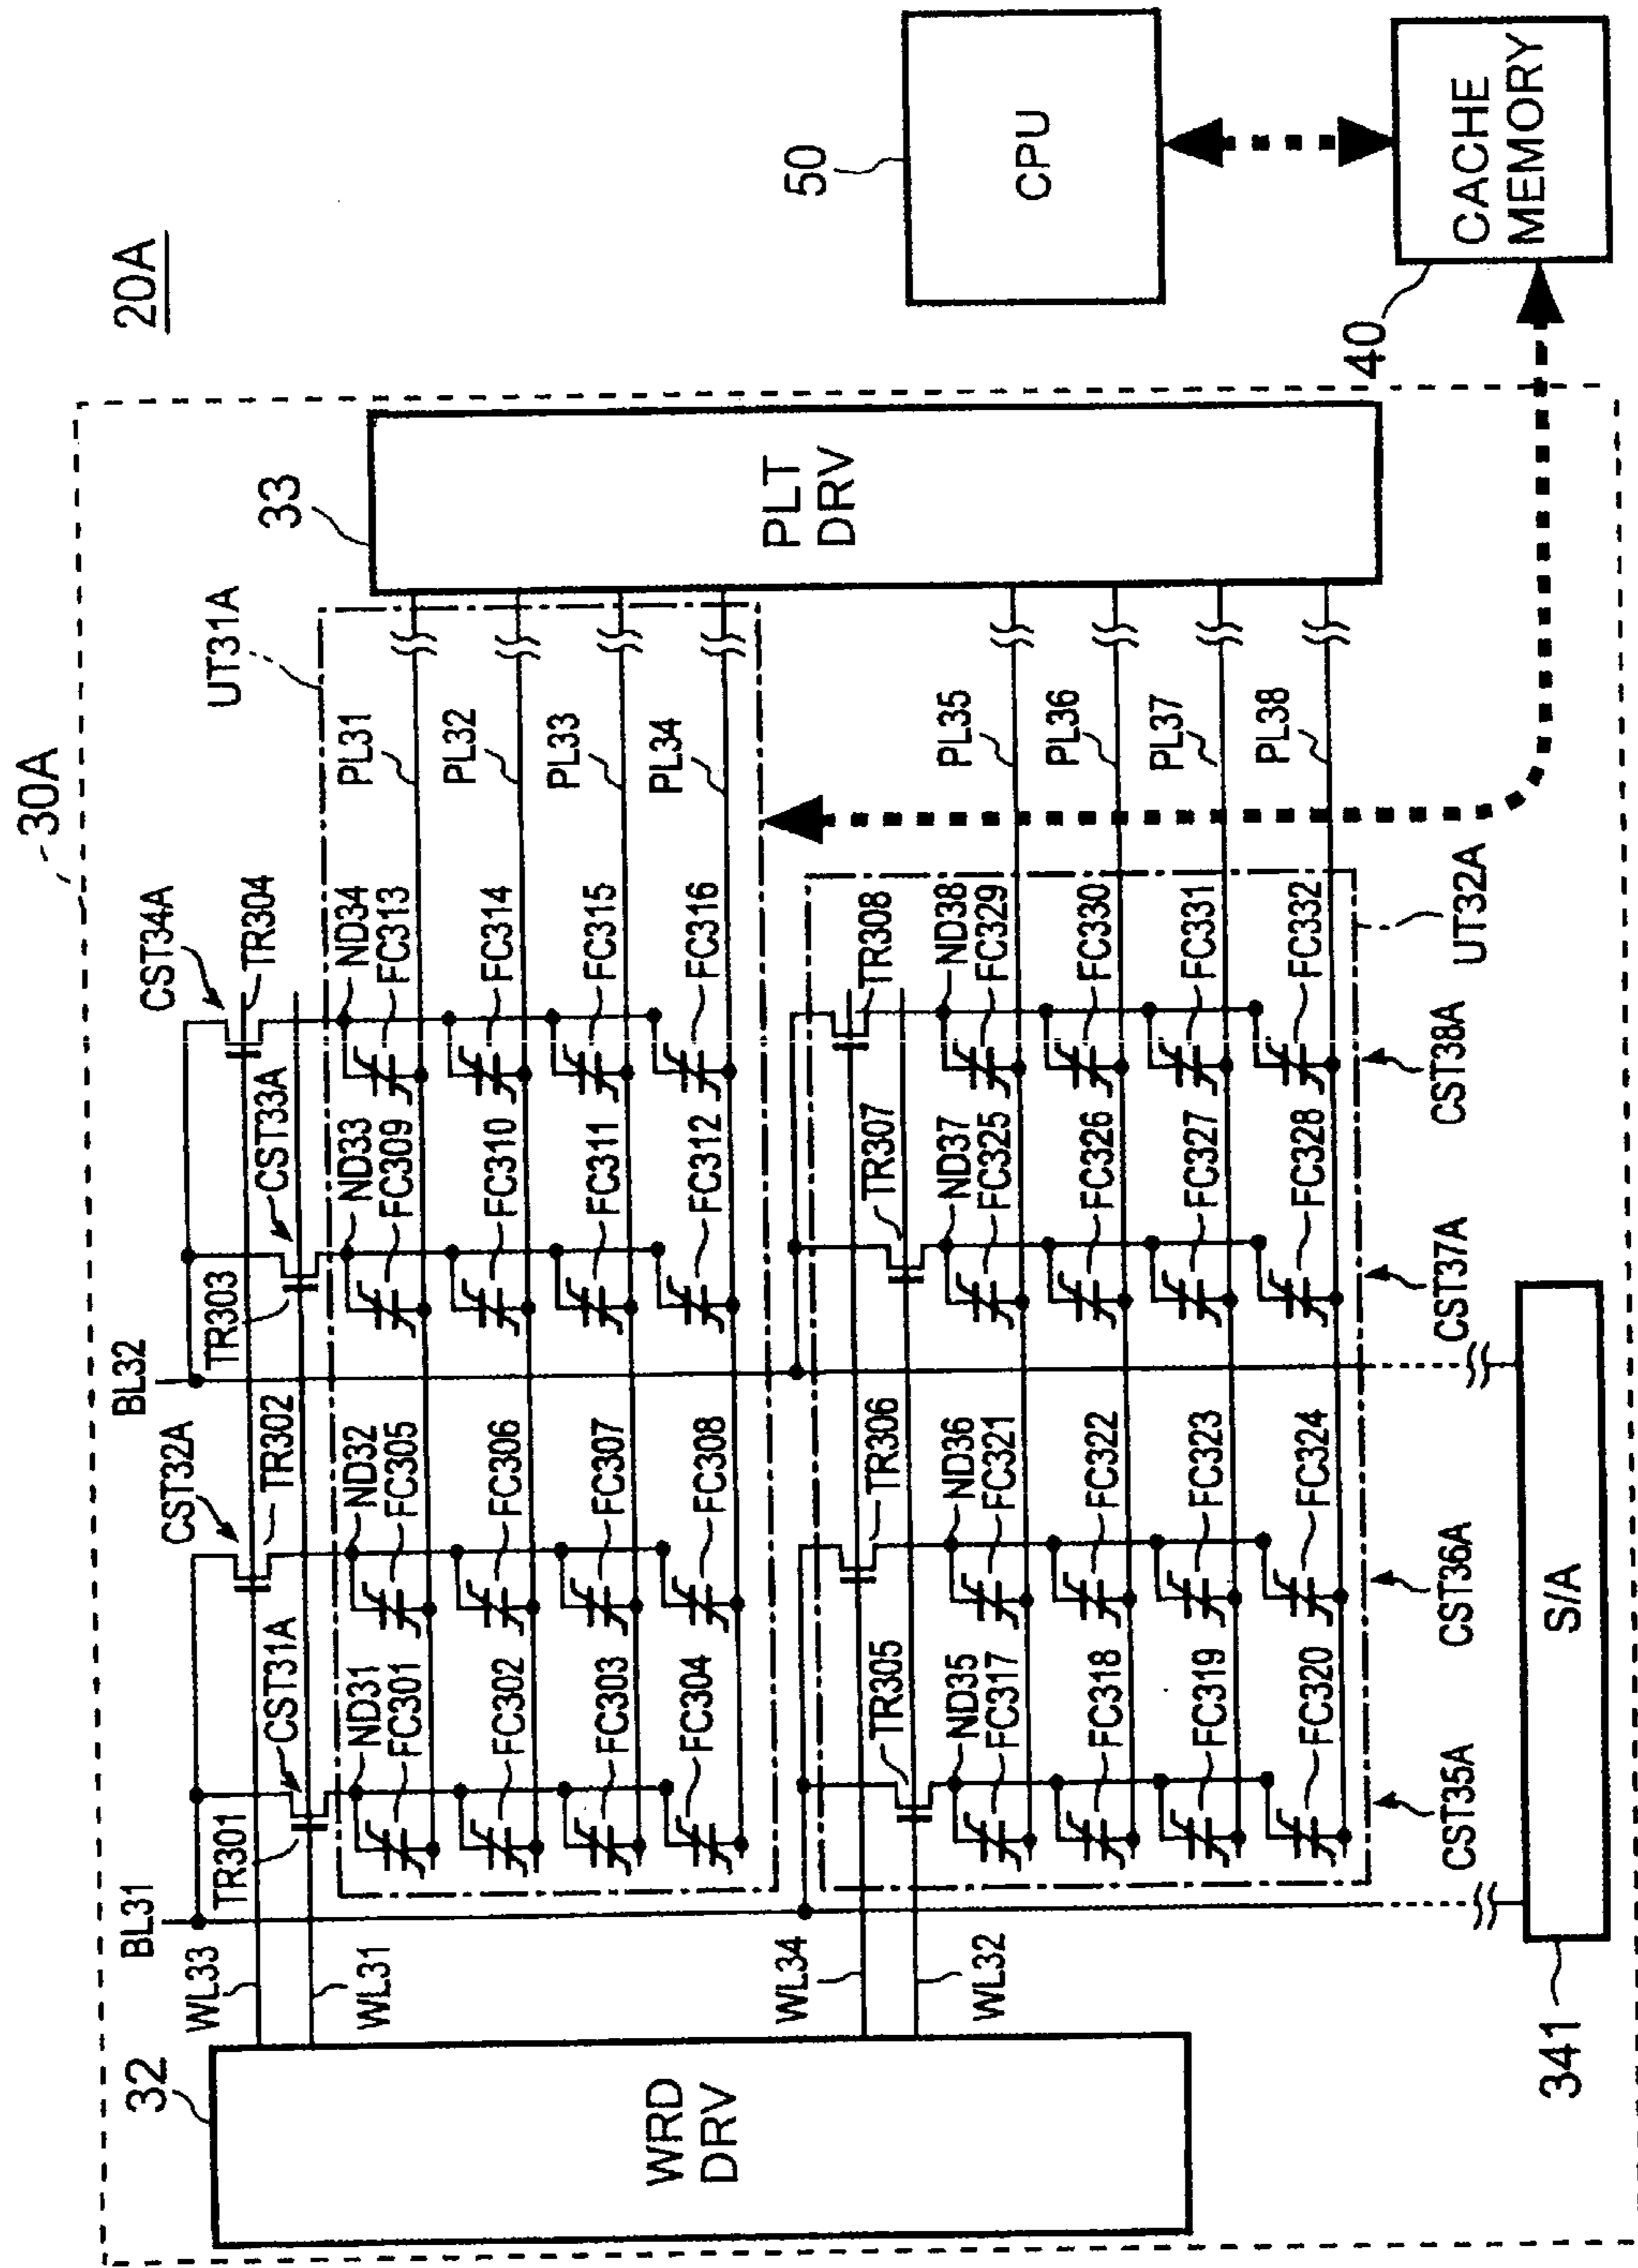 20A
30A
50
CPU
40
CACHE
MEMORY
33
PLT
DRV
32
WRD
DRV
341
S/A
BL31
BL32
WL33
WL31
WL34
WL32
UT31A
UT32A
CST31A
CST32A
CST33A
CST34A
TR301
TR302
TR303
TR304
ND31
ND32
ND33
ND34
FC301
FC305
FC309
FC313
PL31
FC302
FC306
FC310
FC314
PL32
FC303
FC307
FC311
FC315
PL33
FC304
FC308
FC312
FC316
PL34
TR305
TR306
TR307
TR308
ND35
ND36
ND37
ND38
FC317
FC321
FC325
FC329
PL35
FC318
FC322
FC326
FC330
PL36
FC319
FC323
FC327
FC331
PL37
FC320
FC324
FC328
FC332
PL38
CST35A
CST36A
CST37A
CST38A